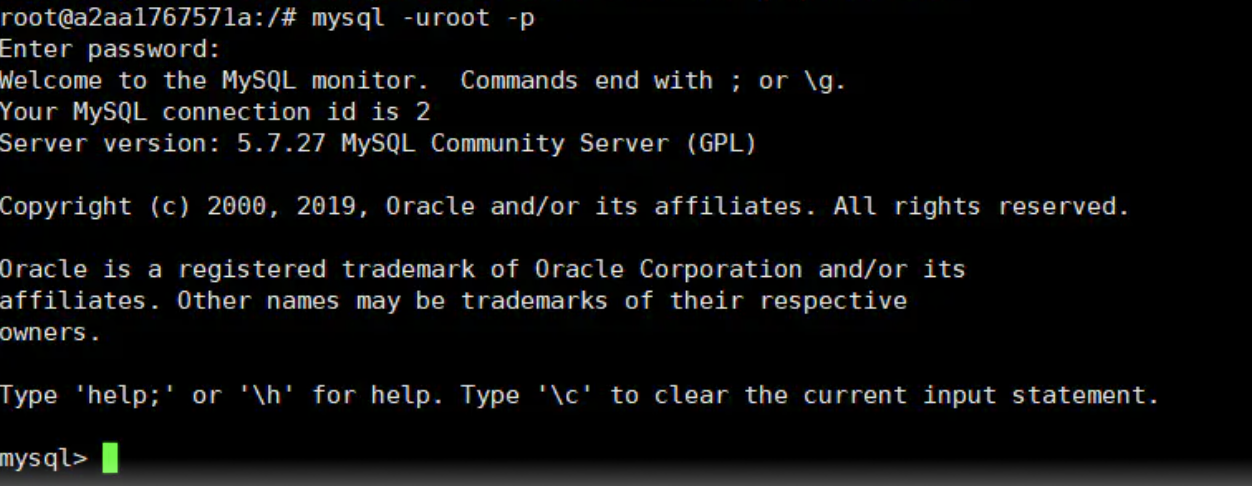 root@a2aa1767571a:/# mysql -uroot -p
Enter password:
Welcome to the MySQL monitor.  Commands end with ; or \g.
Your MySQL connection id is 2
Server version: 5.7.27 MySQL Community Server (GPL)
Copyright (c) 2000, 2019, Oracle and/or its affiliates. All rights reserved.
Oracle is a registered trademark of Oracle Corporation and/or its
affiliates. Other names may be trademarks of their respective
owners.
Type 'help;' or '\h' for help. Type '\c' to clear the current input statement.
mysql>